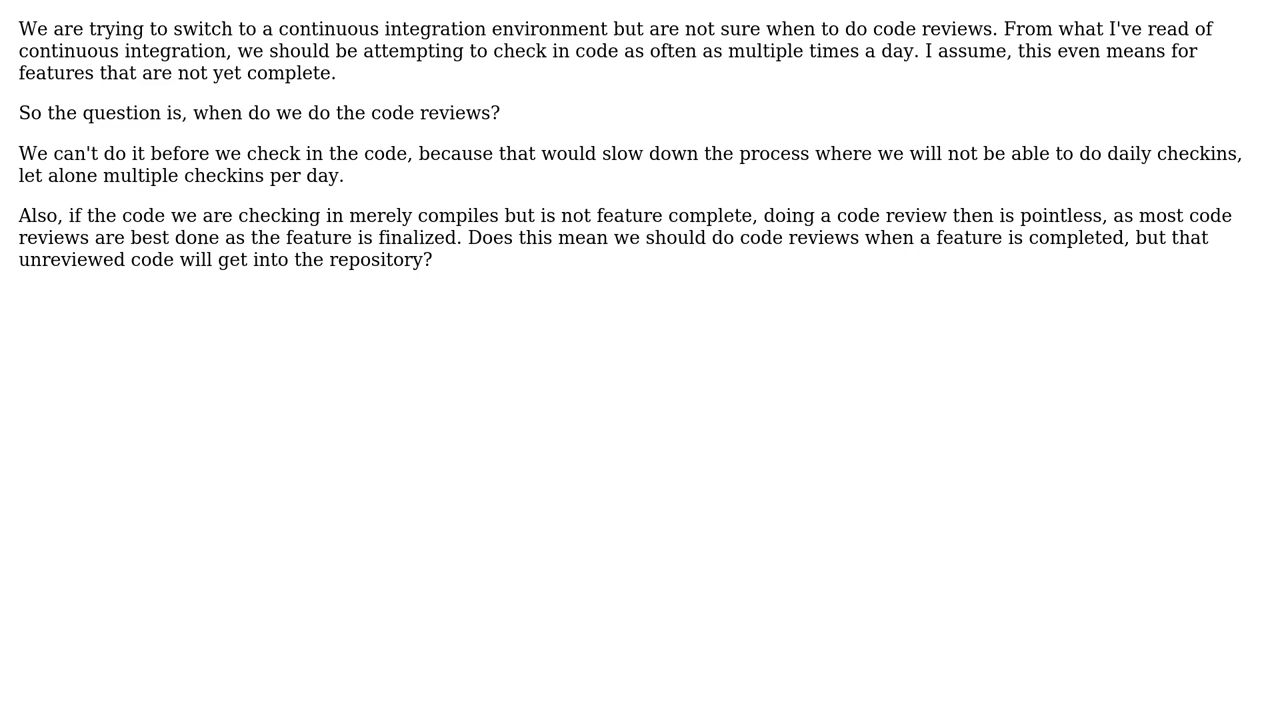 We are trying to switch to a continuous integration environment but are not sure when to do code reviews. From what I've read of
continuous integration, we should be attempting to check in code as often as multiple times a day. I assume, this even means for
features that are not yet complete.
So the question is, when do we do the code reviews?
We can't do it before we check in the code, because that would slow down the process where we will not be able to do daily checkins,
let alone multiple checkins per day.
Also, if the code we are checking in merely compiles but is not feature complete, doing a code review then is pointless, as most code
reviews are best done as the feature is finalized. Does this mean we should do code reviews when a feature is completed, but that
unreviewed code will get into the repository?